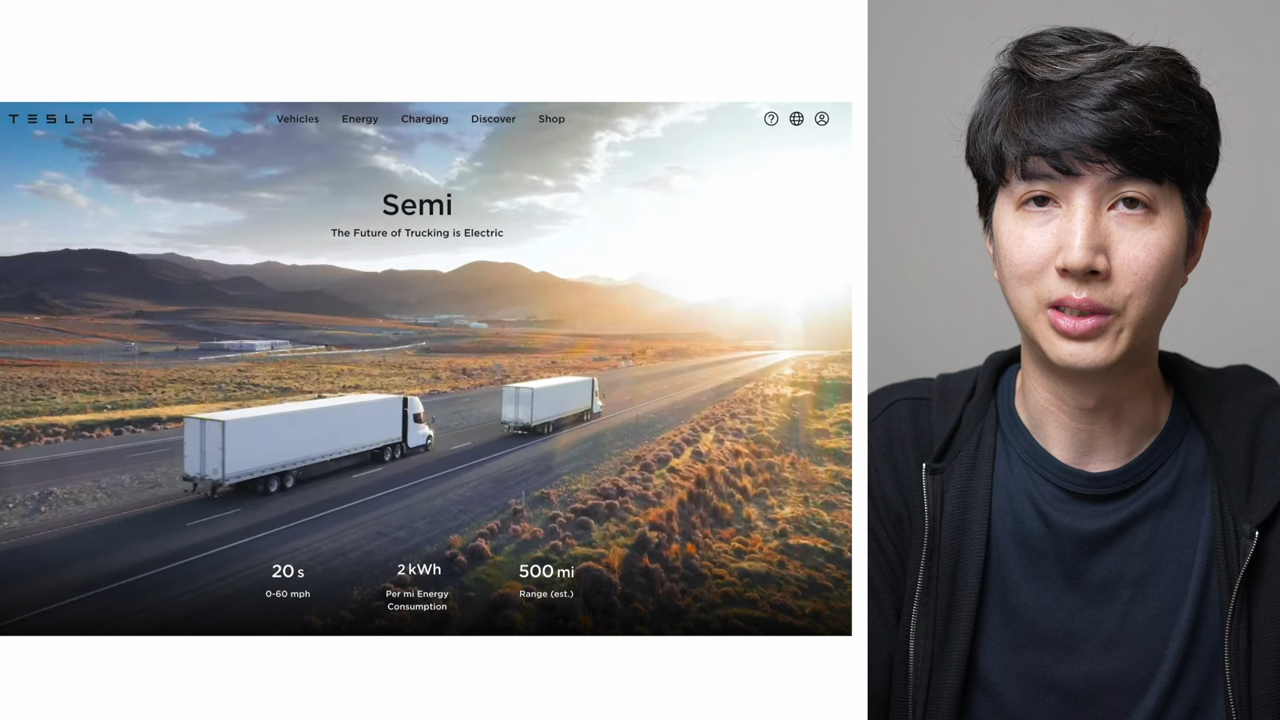 TESLA
Vehicles Energy Charging Discover Shop
Semi
The Future of Trucking is Electric
20 s 2 kWh 500 mi
0-60 mph Per mi Energy Consumption Range (est.)